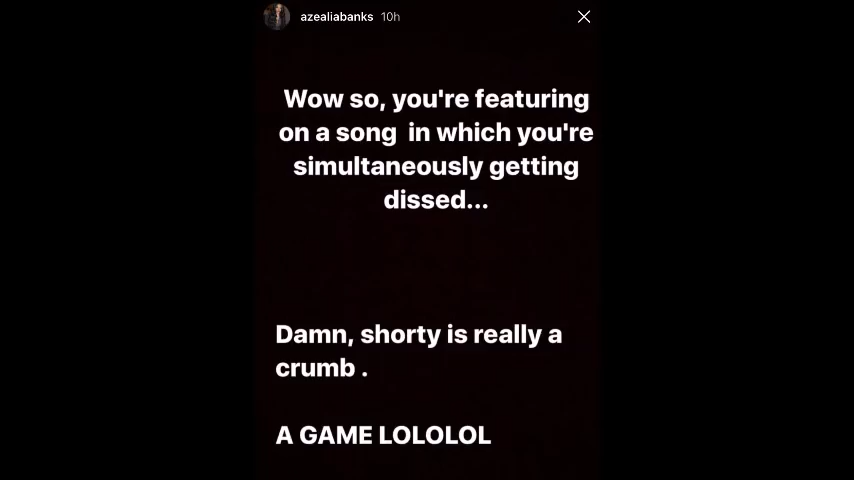 azealiabanks 10h
Wow so, you're featuring
on a song in which you're
simultaneously getting
dissed...
Damn, shorty is really a
crumb .
A GAME LOLOLOL